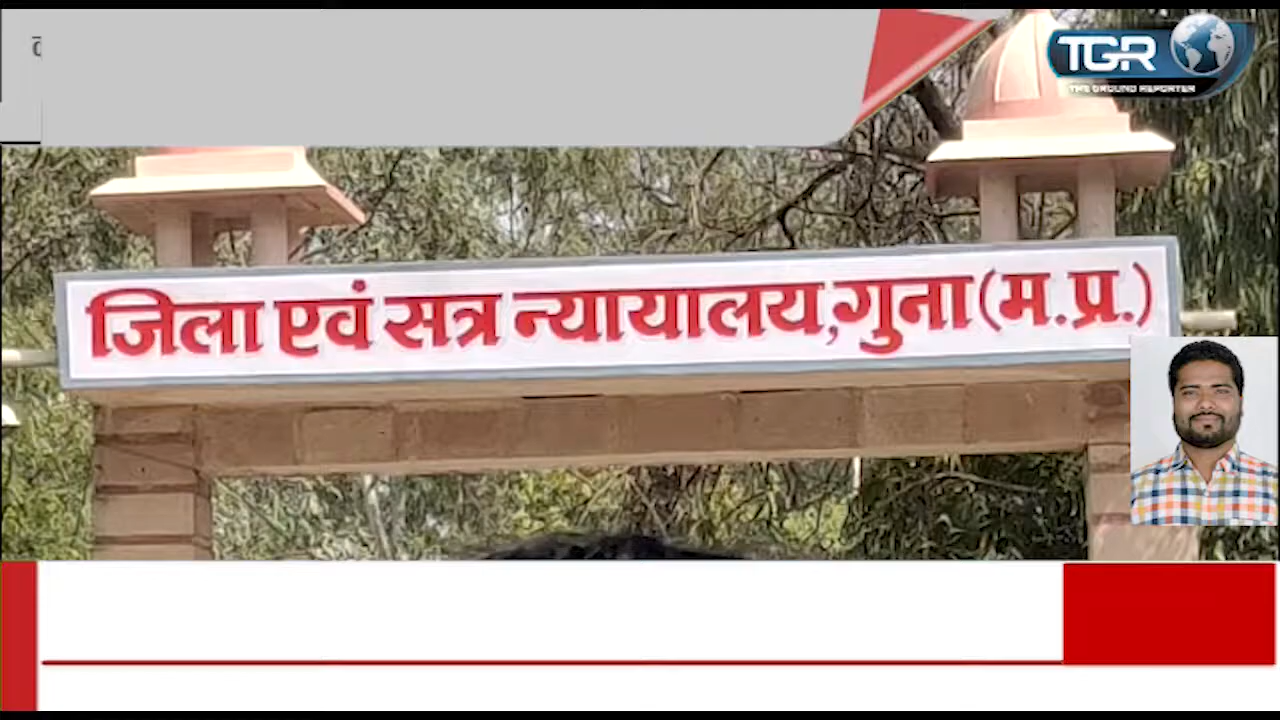 TGR
THE GROUND REPORTER
जिला एवं सत्र न्यायालय,गुना(म.प्र.)